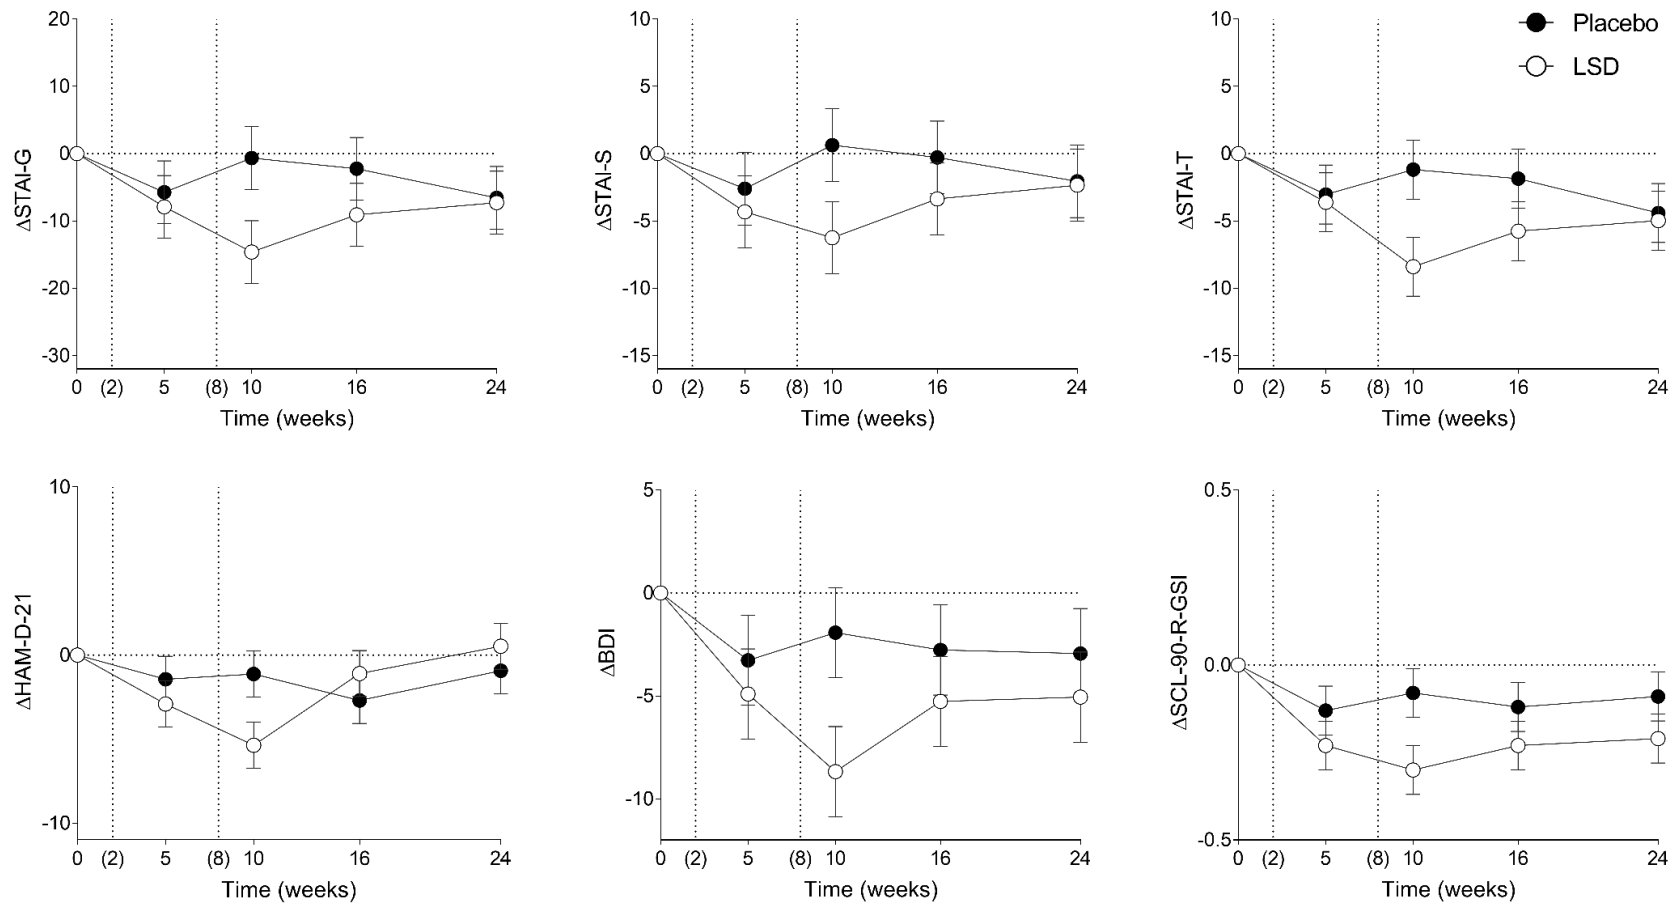 Placebo
LSD
ΔSTAI-G
20
10
0
-10
-20
-30
0 (2) 5 (8) 10 16 24
Time (weeks)
ΔSTAI-S
10
5
0
-5
-10
-15
0 (2) 5 (8) 10 16 24
Time (weeks)
ΔSTAI-T
10
5
0
-5
-10
-15
0 (2) 5 (8) 10 16 24
Time (weeks)
ΔHAM-D-21
10
0
-10
0 (2) 5 (8) 10 16 24
Time (weeks)
ΔBDI
5
0
-5
-10
0 (2) 5 (8) 10 16 24
Time (weeks)
ΔSCL-90-R-GSI
0.5
0.0
-0.5
0 (2) 5 (8) 10 16 24
Time (weeks)